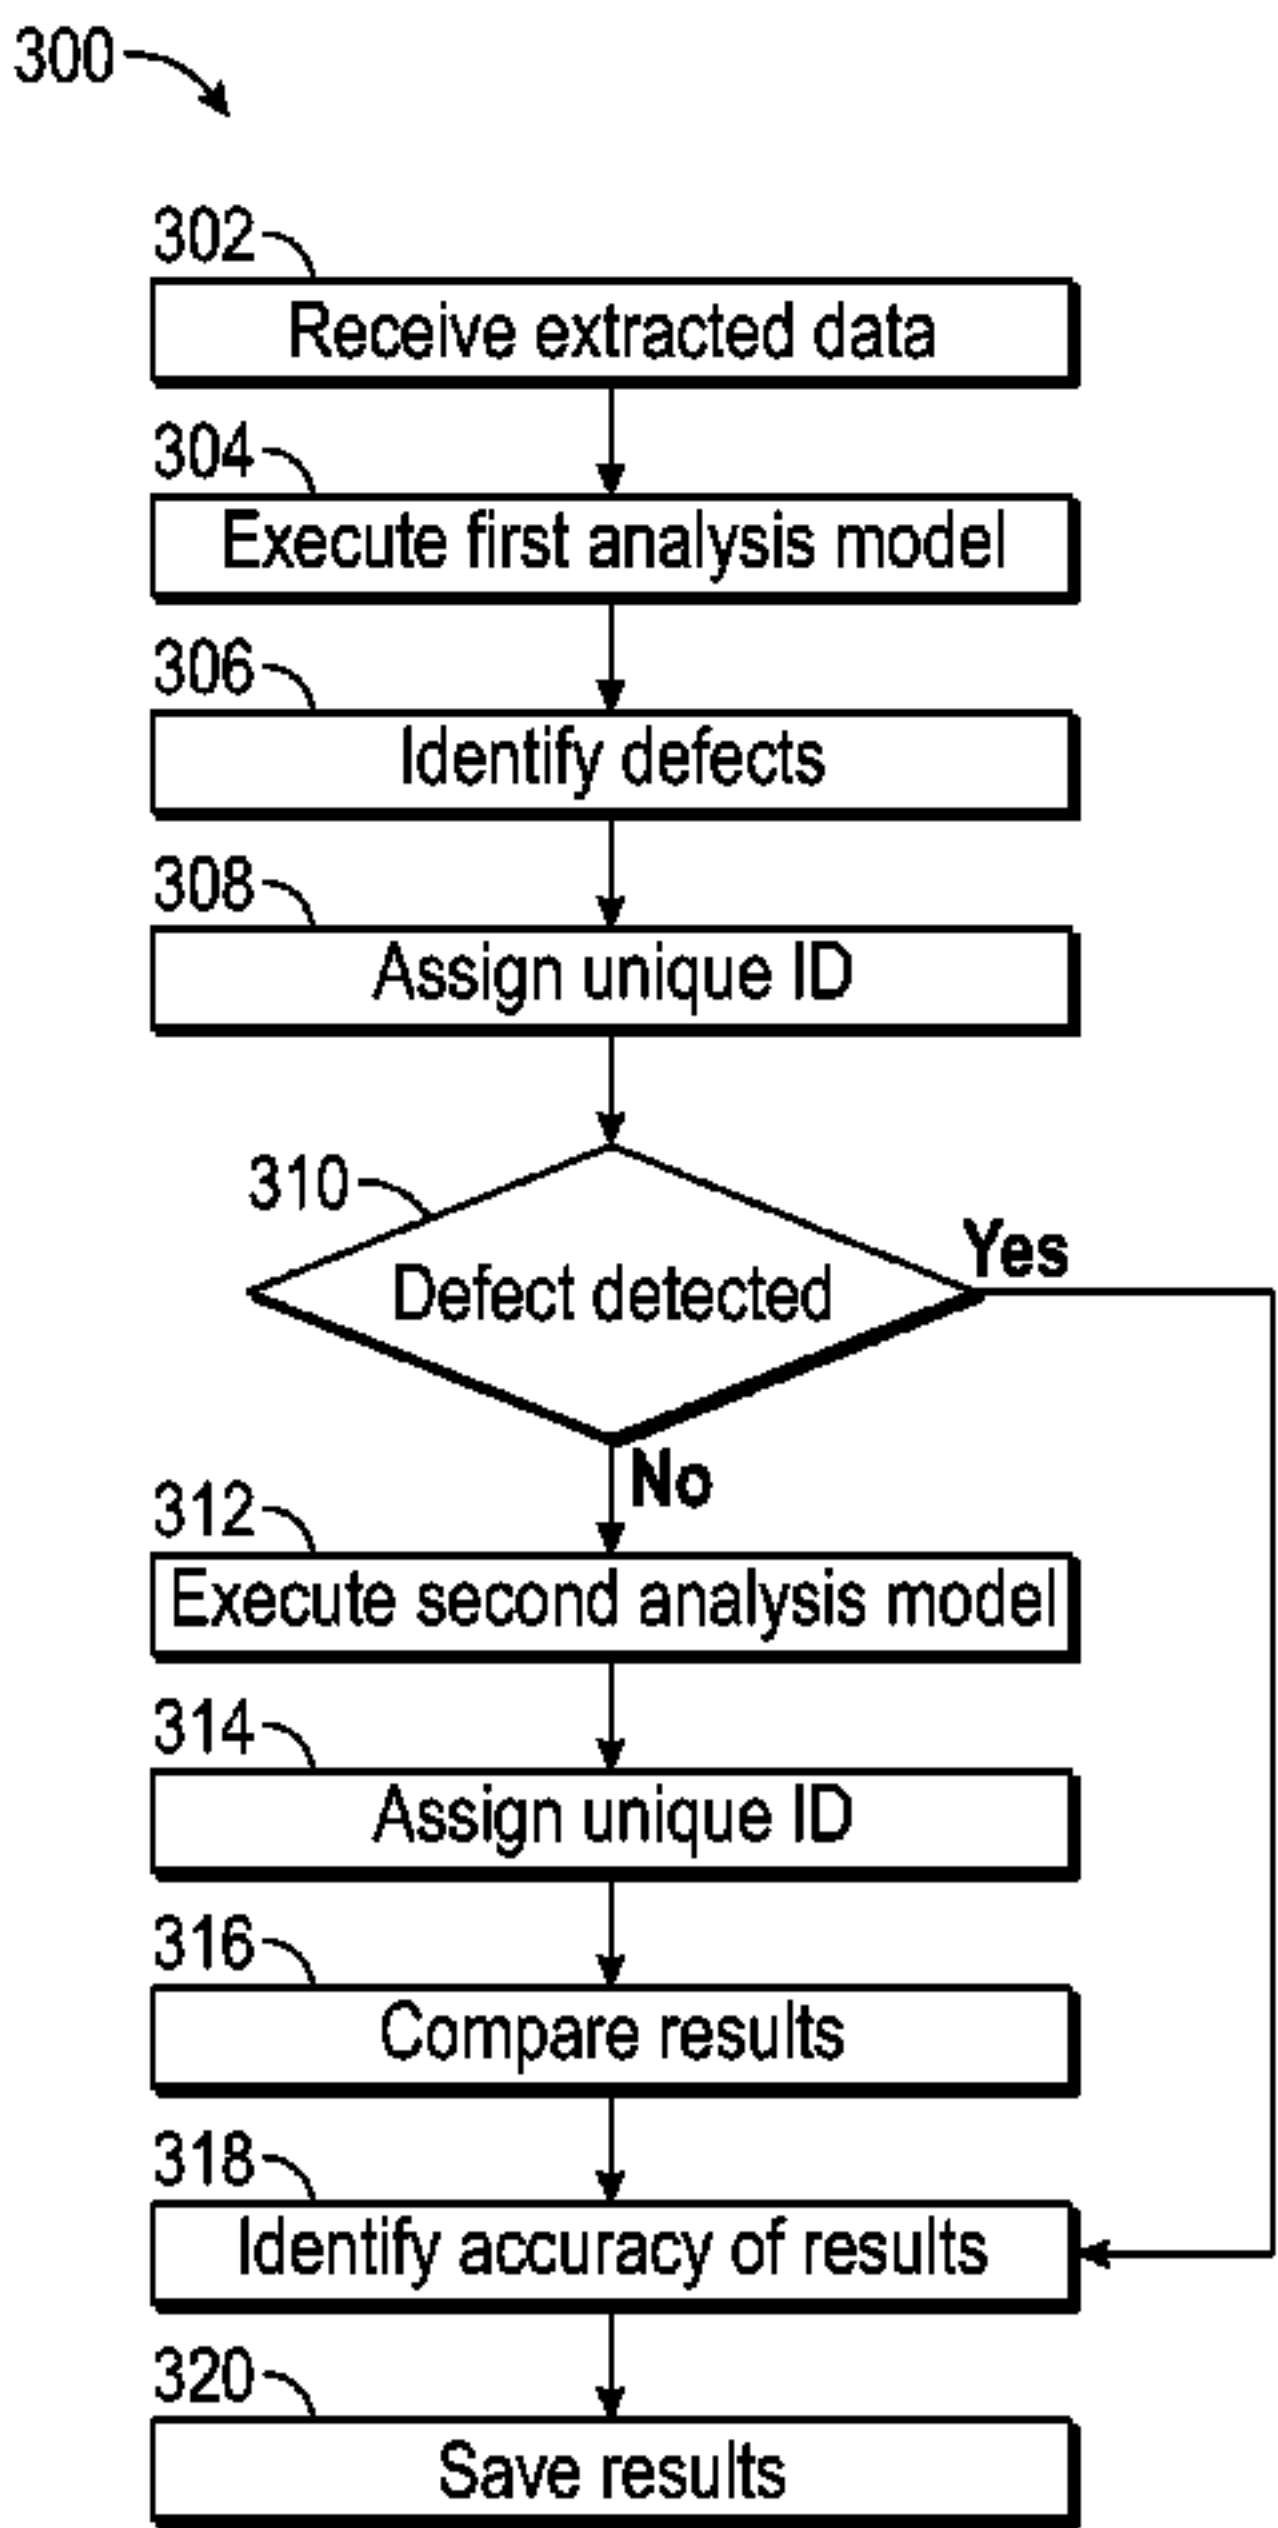 300
302
Receive extracted data
304
Execute first analysis model
306
Identify defects
308
Assign unique ID
310
Defect detected
Yes
No
312
Execute second analysis model
314
Assign unique ID
316
Compare results
318
Identify accuracy of results
320
Save results